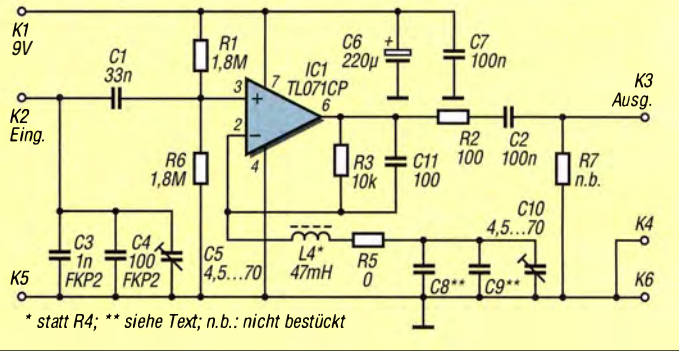 K1
9V
C1
33n
K2
Eing.
R1
1,8M
R6
1,8M
3
2
7
4
6
IC1
TL071CP
+
C6
220µ
C7
100n
K3
Ausg.
R3
10k
C11
100
R2
100
C2
100n
R7
n.b.
C3
1n
FKP2
C4
100
FKP2
C5
4,5...70
L4*
47mH
R5
0
C8**
C9**
C10
4,5...70
K4
K5
K6
* statt R4; ** siehe Text; n.b.: nicht bestückt